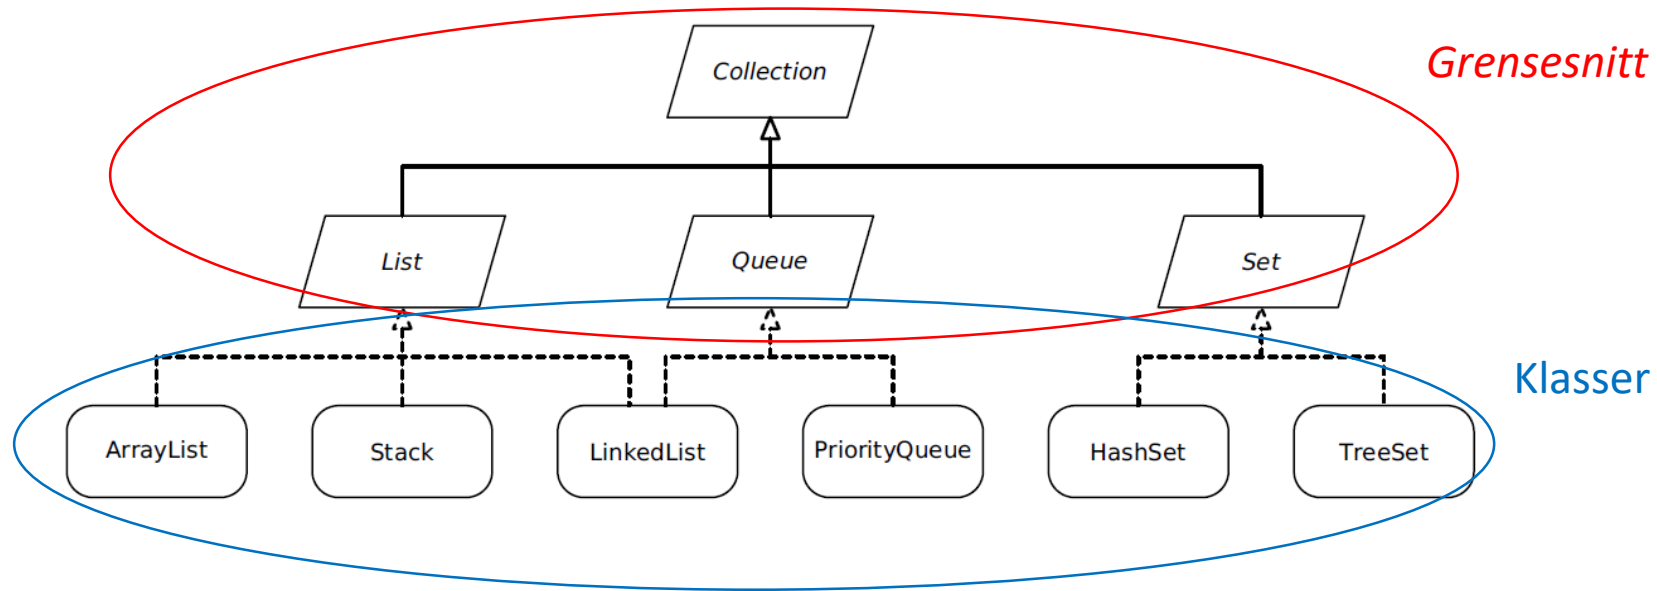 Grensesnitt
Collection
List
Queue
Set
Klasser
ArrayList
Stack
LinkedList
PriorityQueue
HashSet
TreeSet